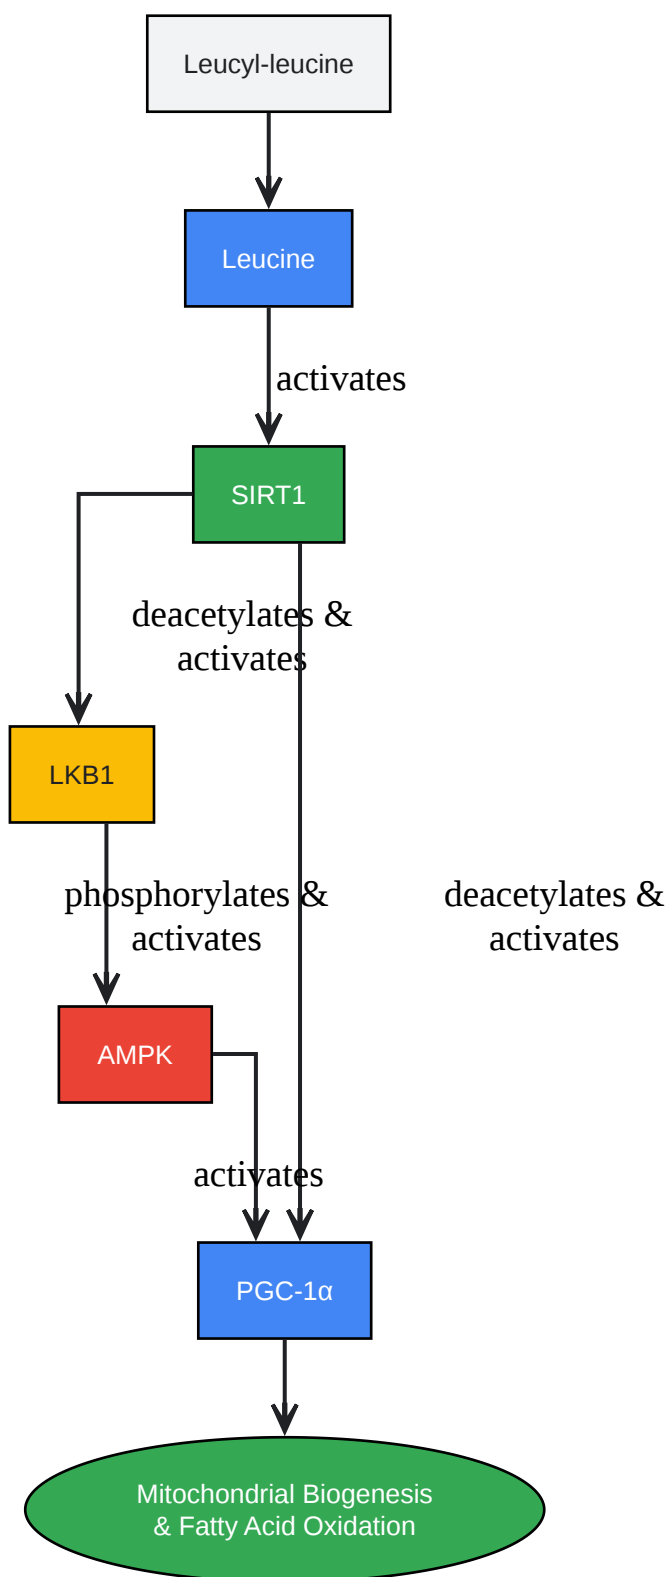 Leucyl-leucine
Leucine
activates
SIRT1
deacetylates &
activates
LKB1
phosphorylates &
activates
deacetylates &
activates
AMPK
activates
PGC-1α
Mitochondrial Biogenesis
& Fatty Acid Oxidation